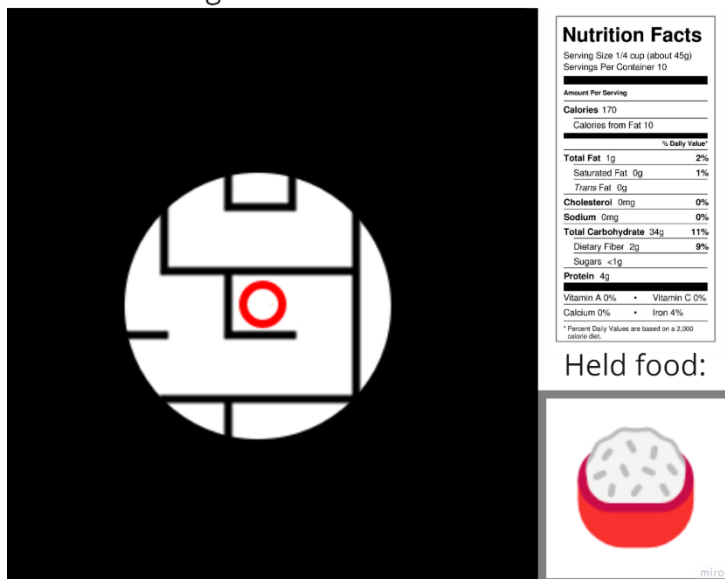 Nutrition Facts
Serving Size 1/4 cup (about 45g)
Servings Per Container 10
Amount Per Serving
Calories 170
Calories from Fat 10
% Daily Value*
Total Fat 1g 2%
Saturated Fat 0g 1%
Trans Fat 0g
Cholesterol 0mg 0%
Sodium 0mg 0%
Total Carbohydrate 34g 11%
Dietary Fiber 2g 9%
Sugars <1g
Protein 4g
Vitamin A 0% • Vitamin C 0%
Calcium 0% • Iron 4%
* Percent Daily Values are based on a 2,000
calorie diet.
Held food:
miro